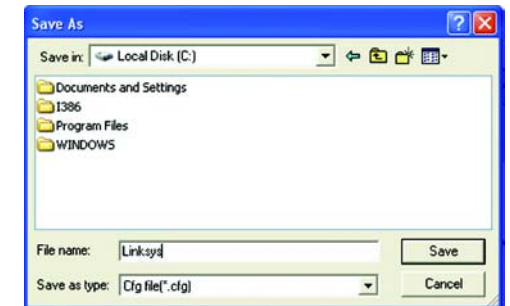 Save As
Save in: Local Disk (C:)
Documents and Settings
I386
Program Files
WINDOWS
File name: Linksys Save
Save as type: Cfg file(*.cfg) Cancel